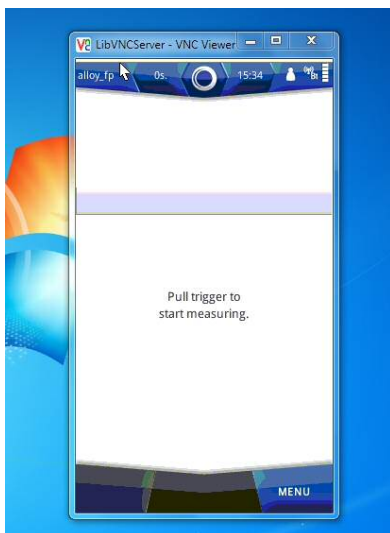 LibVNCServer - VNC Viewer
alloy_fp 0s. 15:34
Pull trigger to
start measuring.
MENU